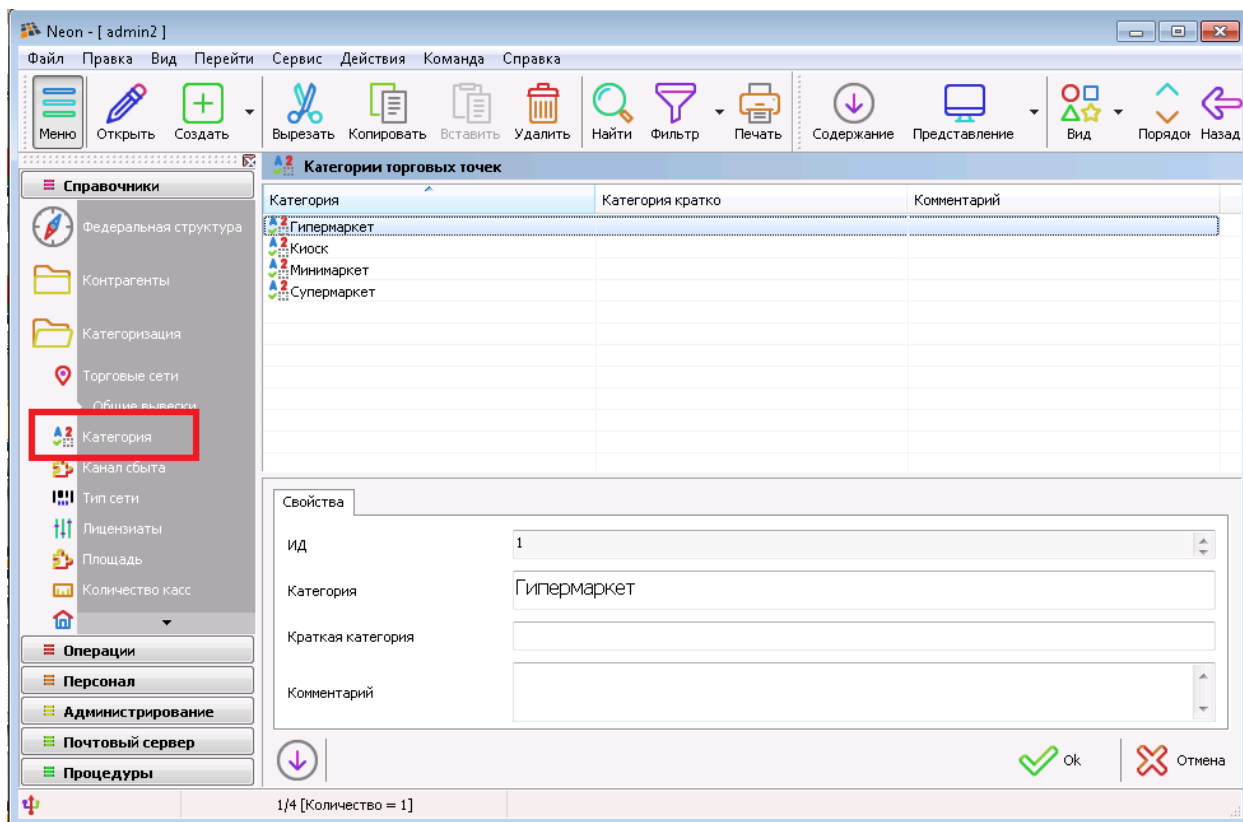 Neon - [ admin2 ]
Файл Правка Вид Перейти Сервис Действия Команда Справка
Меню Открыть Создать Вырезать Копировать Вставить Удалить Найти Фильтр Печать Содержание Представление Вид Порядок Назад
Справочники
Федеральная структура
Контрагенты
Категоризация
Торговые сети
Общие вывески
Категория
Канал сбыта
Тип сети
Лицензиаты
Площадь
Количество касс
Операции
Персонал
Администрирование
Почтовый сервер
Процедуры
Категории торговых точек
Категория Категория кратко Комментарий
Гипермаркет
Киоск
Минимаркет
Супермаркет
Свойства
ИД 1
Категория Гипермаркет
Краткая категория
Комментарий
Ok Отмена
1/4 [Количество = 1]